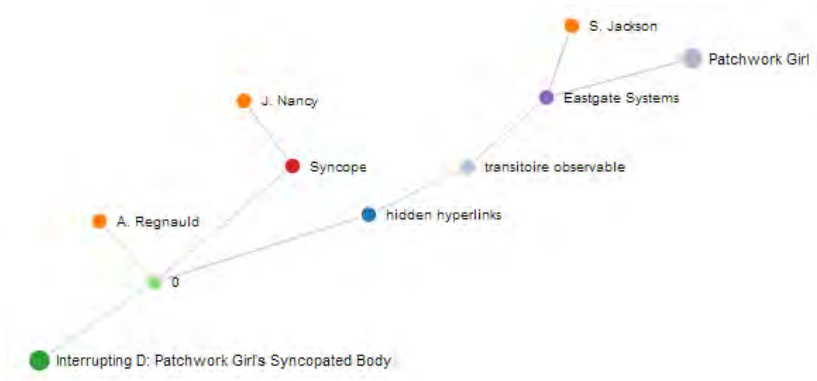 S. Jackson
Patchwork Girl
J. Nancy
Eastgate Systems
Syncope
transitoire observable
A. Regnauld
hidden hyperlinks
0
Interrupting D: Patchwork Girl's Syncopated Body